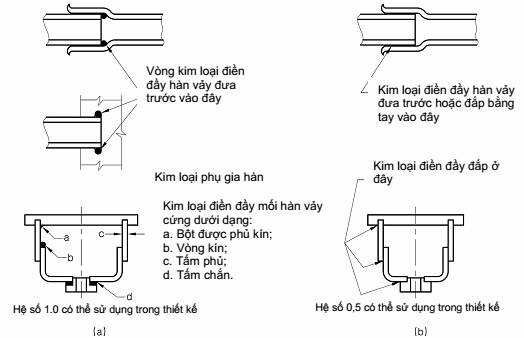 Vòng kim loại điền
đầy hàn vảy đưa
trước vào đây
Kim loại phụ gia hàn
Kim loại điền đầy mối hàn vảy
cứng dưới dạng:
a. Bột được phủ kín;
b. Vòng kín;
c. Tấm phủ;
d. Tấm chắn.
a
b
c
d
Hệ số 1.0 có thể sử dụng trong thiết kế
(a)
Kim loại điền đầy hàn vảy
đưa trước hoặc đắp bằng
tay vào đây
Kim loại điền đầy đắp ở
đây
Hệ số 0,5 có thể sử dụng trong thiết kế
(b)